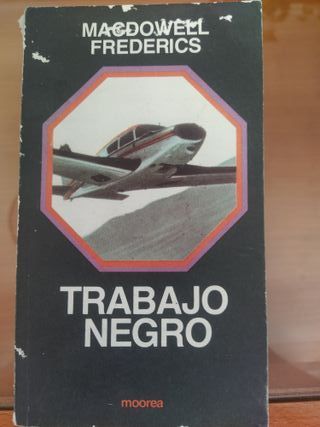 MACDOWELL
FREDERICS
TRABAJO
NEGRO
moorea